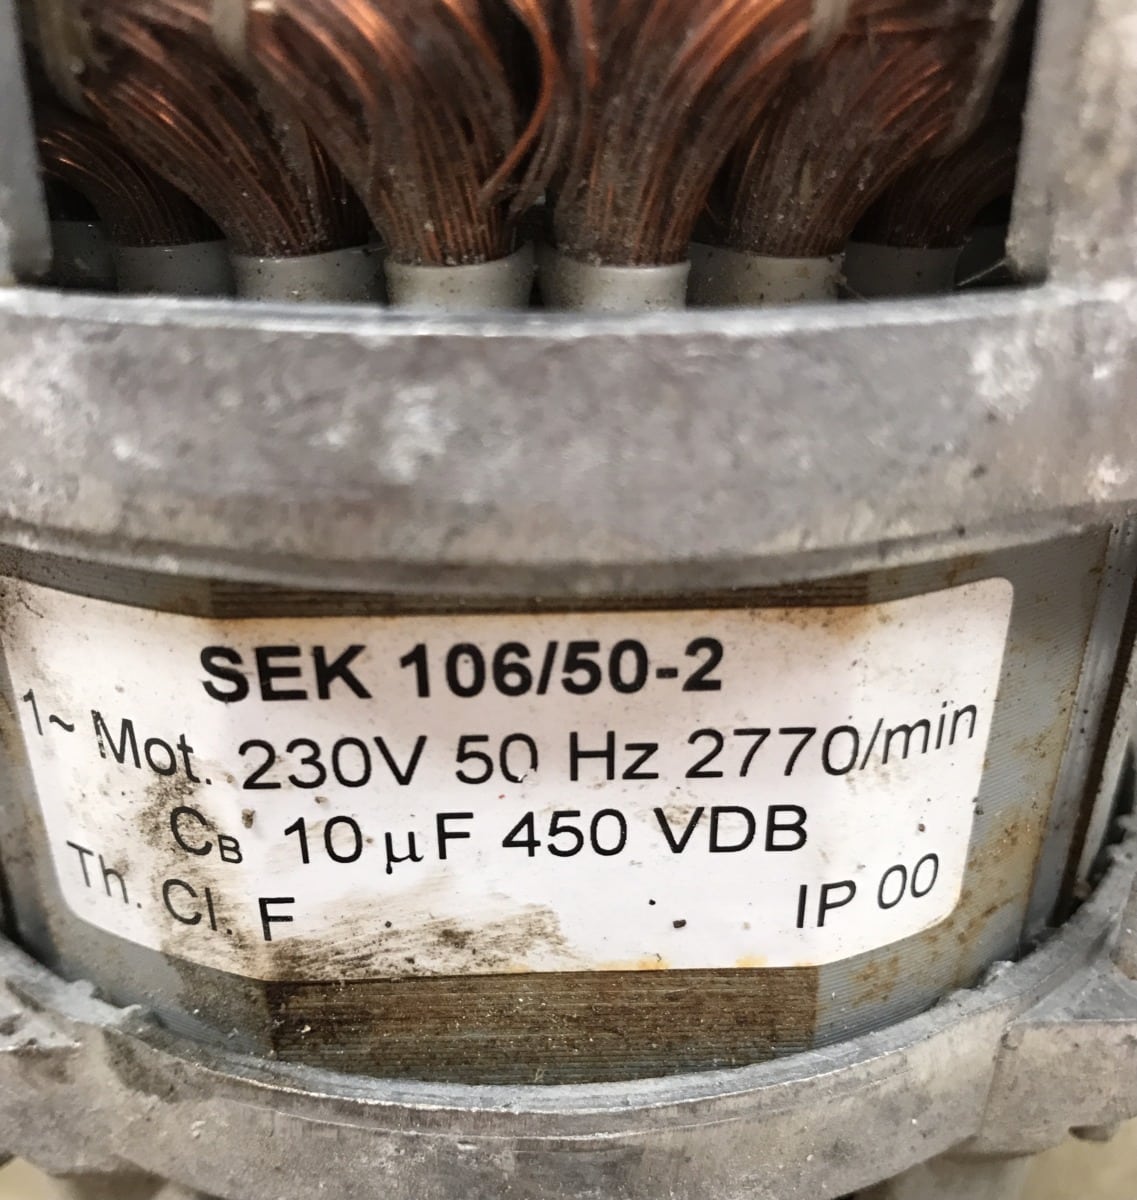 SEK 106/50-2
1~ Mot. 230V 50 Hz 2770/min
CB 10 µF 450 VDB
Th. Cl. F IP 00